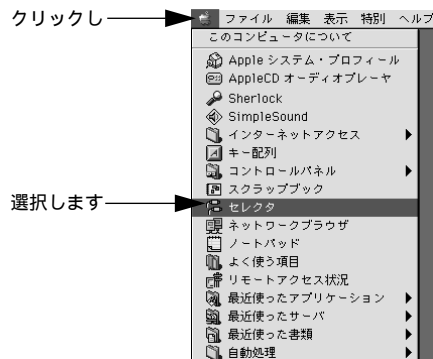 クリックし
ファイル 編集 表示 特別 ヘルプ
このコンピュータについて
Apple システム・プロフィール
AppleCD オーディオプレーヤ
Sherlock
SimpleSound
インターネットアクセス
キー配列
コントロールパネル
スクラップブック
選択します
セレクタ
ネットワークブラウザ
ノートパッド
よく使う項目
リモートアクセス状況
最近使ったアプリケーション
最近使ったサーバ
最近使った書類
自動処理